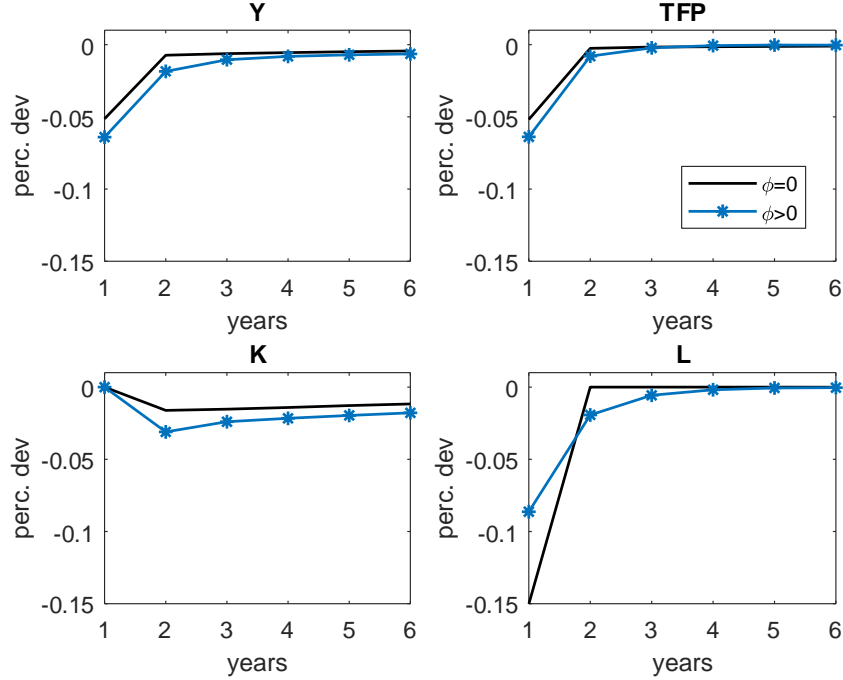 Y
perc. dev
0
-0.05
-0.1
-0.15
1 2 3 4 5 6
years
TFP
perc. dev
0
-0.05
-0.1
-0.15
ϕ=0
ϕ>0
1 2 3 4 5 6
years
K
perc. dev
0
-0.05
-0.1
-0.15
1 2 3 4 5 6
years
L
perc. dev
0
-0.05
-0.1
-0.15
1 2 3 4 5 6
years